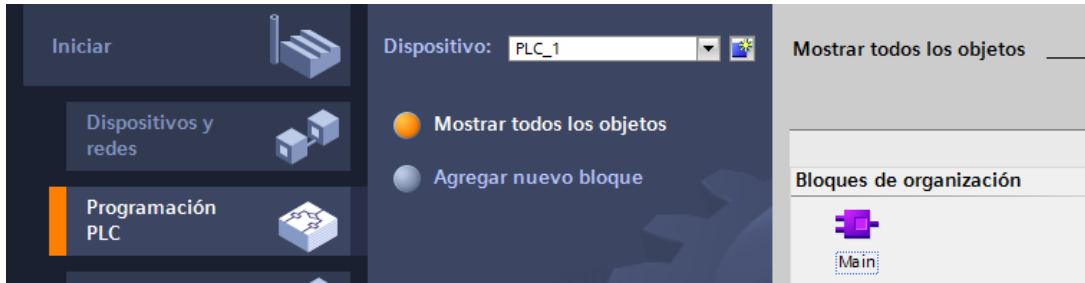 Iniciar
Dispositivos y
redes
Programación
PLC
Dispositivo: PLC_1
Mostrar todos los objetos
Agregar nuevo bloque
Mostrar todos los objetos
Bloques de organización
Main